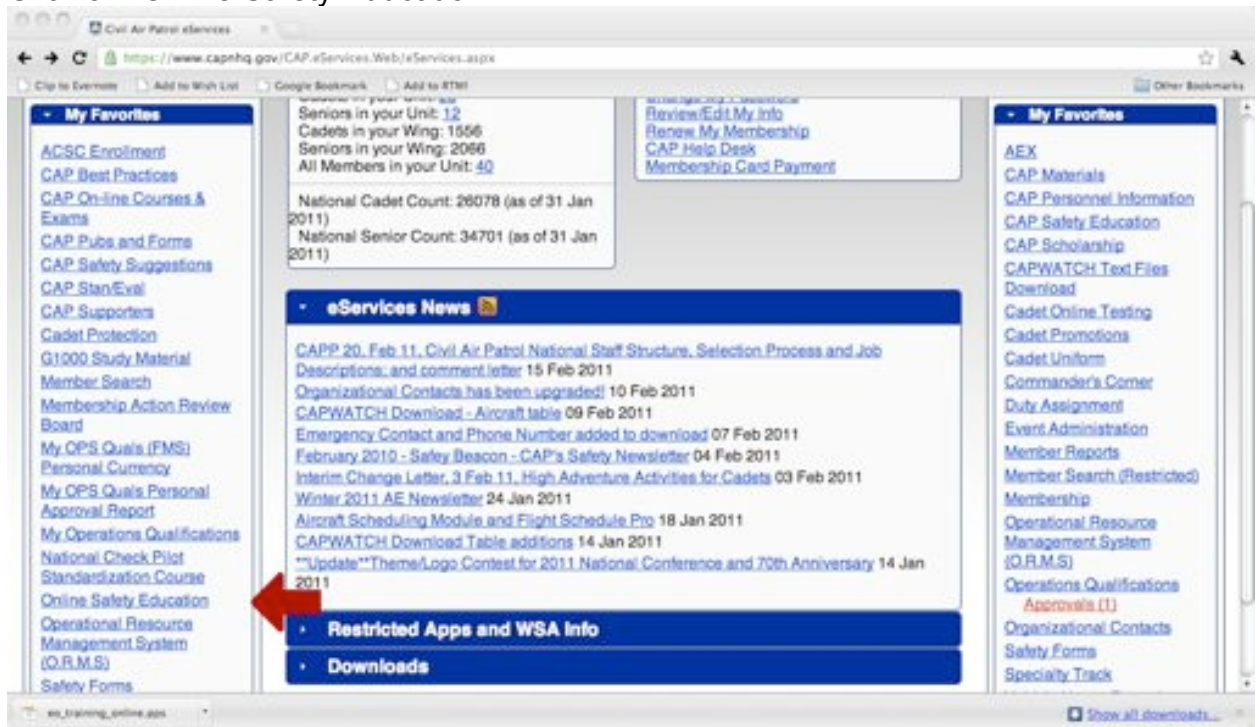 Civil Air Patrol eServices
https://www.capnhq.gov/CAP.eServices.Web/eServices.aspx
Clip to Evernote
Add to Wish List
Google Bookmark
Add to RTM!
Other Bookmarks
My Favorites
ACSC Enrollment
CAP Best Practices
CAP On-line Courses &
Exams
CAP Pubs and Forms
CAP Safety Suggestions
CAP Stan/Eval
CAP Supporters
Cadet Protection
G1000 Study Material
Member Search
Membership Action Review
Board
My OPS Quals (FMS)
Personal Currency
My OPS Quals Personal
Approval Report
My Operations Qualifications
National Check Pilot
Standardization Course
Online Safety Education
Operational Resource
Management System
(O.R.M.S)
Safety Forms
Seniors in your Unit: 12
Cadets in your Wing: 1556
Seniors in your Wing: 2066
All Members in your Unit: 40
National Cadet Count: 26078 (as of 31 Jan
2011)
National Senior Count: 34701 (as of 31 Jan
2011)
Review/Edit My Info
Renew My Membership
CAP Help Desk
Membership Card Payment
eServices News
CAPP 20, Feb 11, Civil Air Patrol National Staff Structure, Selection Process and Job
Descriptions; and comment letter 15 Feb 2011
Organizational Contacts has been upgraded! 10 Feb 2011
CAPWATCH Download - Aircraft table 09 Feb 2011
Emergency Contact and Phone Number added to download 07 Feb 2011
February 2010 - Safey Beacon - CAP's Safety Newsletter 04 Feb 2011
Interim Change Letter, 3 Feb 11, High Adventure Activities for Cadets 03 Feb 2011
Winter 2011 AE Newsletter 24 Jan 2011
Aircraft Scheduling Module and Flight Schedule Pro 18 Jan 2011
CAPWATCH Download Table additions 14 Jan 2011
**Update**Theme/Logo Contest for 2011 National Conference and 70th Anniversary 14 Jan
2011
Restricted Apps and WSA Info
Downloads
My Favorites
AEX
CAP Materials
CAP Personnel Information
CAP Safety Education
CAP Scholarship
CAPWATCH Text Files
Download
Cadet Online Testing
Cadet Promotions
Cadet Uniform
Commander's Corner
Duty Assignment
Event Administration
Member Reports
Member Search (Restricted)
Membership
Operational Resource
Management System
(O.R.M.S)
Operations Qualifications
Approvals (1)
Organizational Contacts
Safety Forms
Specialty Track
eo_training_online.pps
Show all downloads...